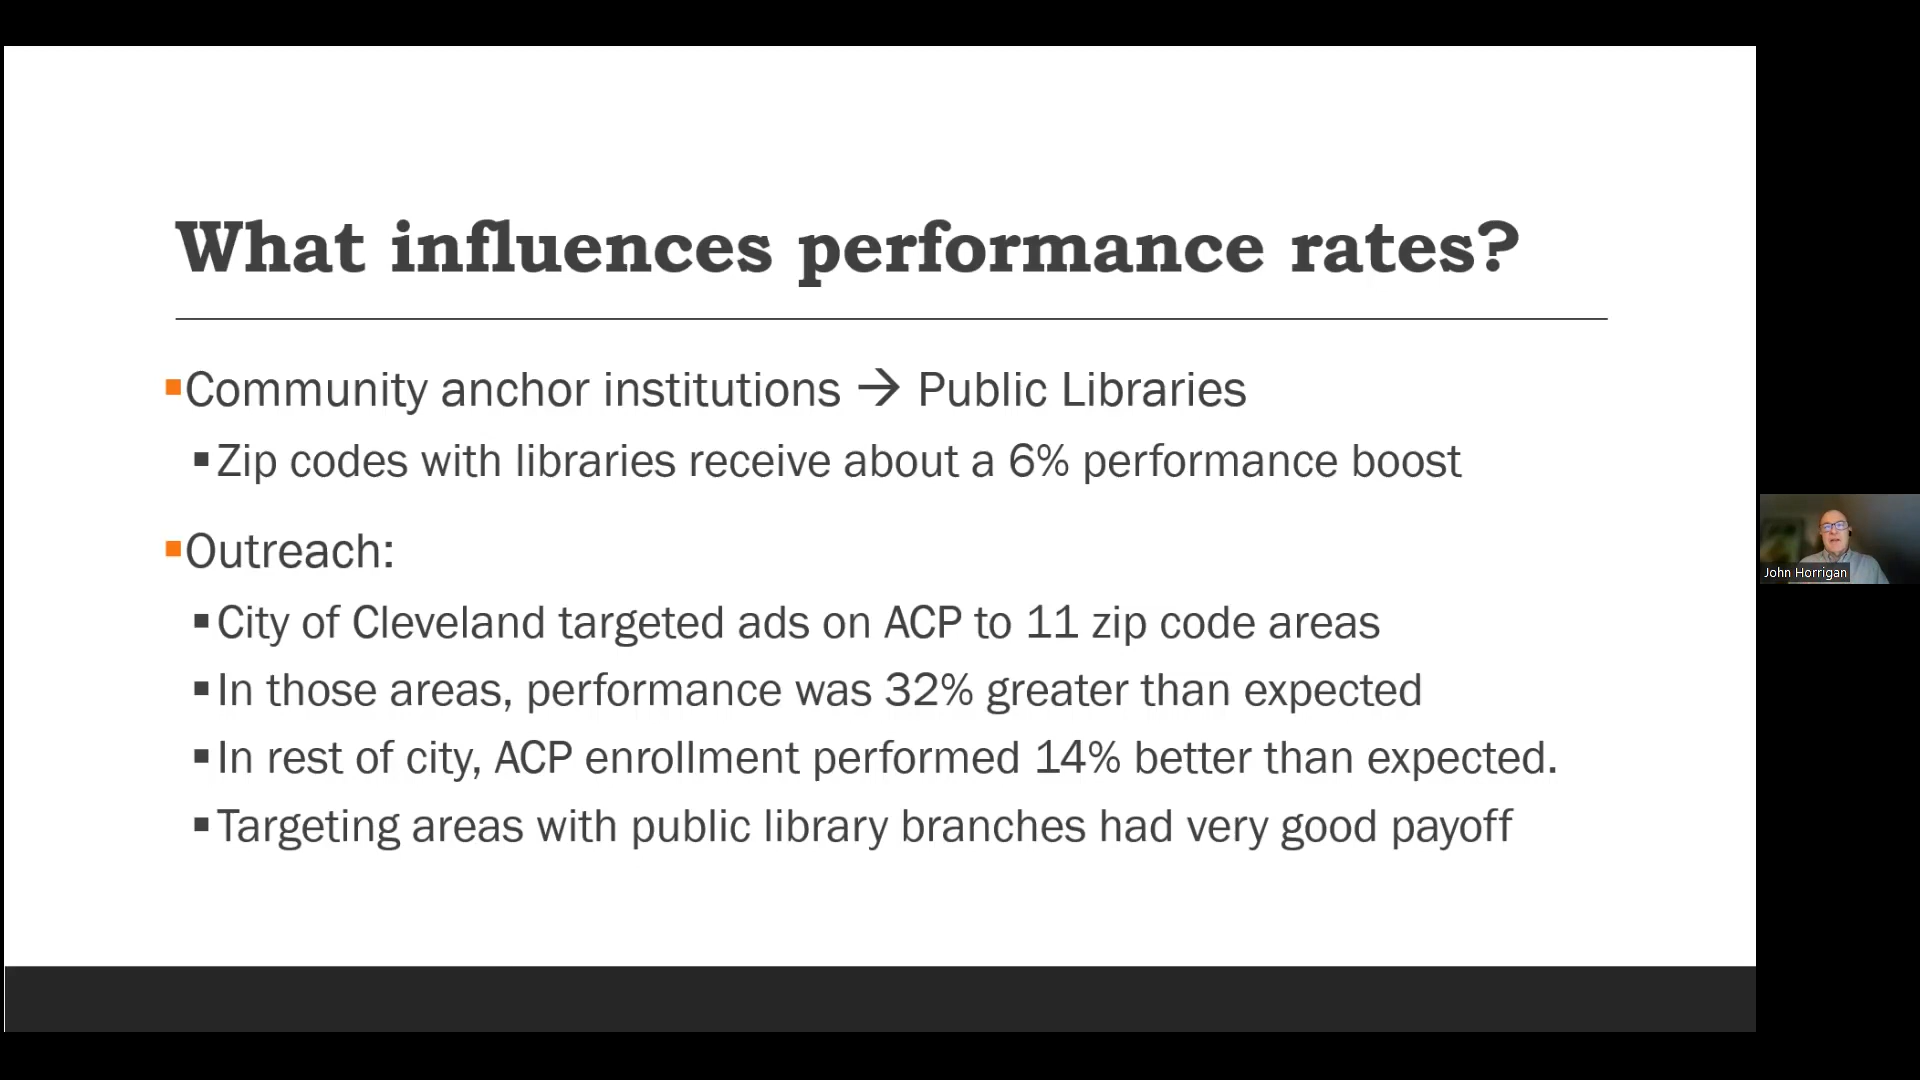 What influences performance rates?
Community anchor institutions → Public Libraries
Zip codes with libraries receive about a 6% performance boost
Outreach:
City of Cleveland targeted ads on ACP to 11 zip code areas
In those areas, performance was 32% greater than expected
In rest of city, ACP enrollment performed 14% better than expected.
Targeting areas with public library branches had very good payoff
John Horrigan